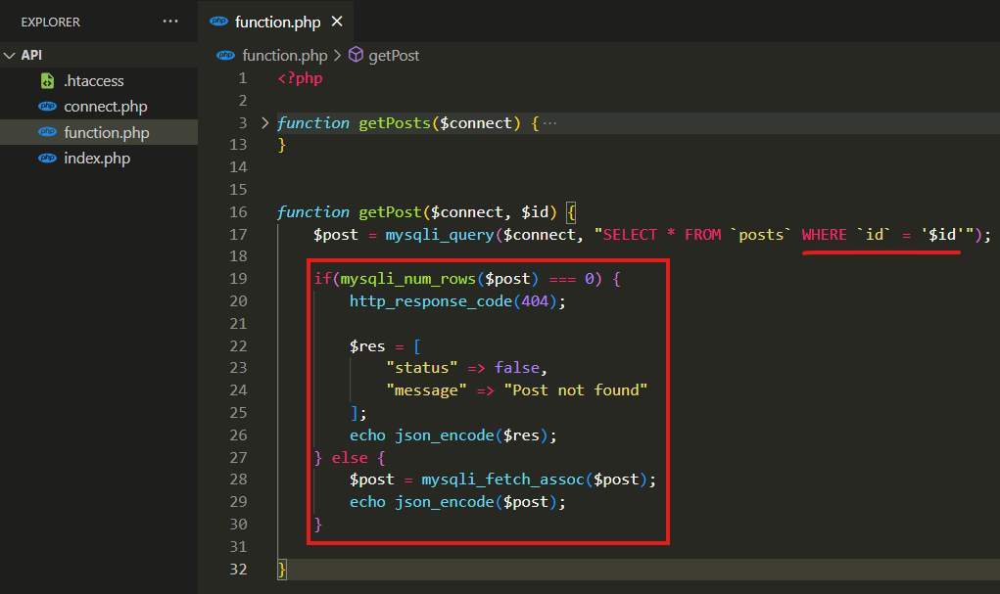 EXPLORER ···
php function.php ×
API
php function.php > getPost
.htaccess
php connect.php
php function.php
php index.php
1 <?php
2
3 > function getPosts($connect) {···
13 }
14
15
16 function getPost($connect, $id) {
17 $post = mysqli_query($connect, "SELECT * FROM `posts` WHERE `id` = '$id'");
18
19 if(mysqli_num_rows($post) === 0) {
20 http_response_code(404);
21
22 $res = [
23 "status" => false,
24 "message" => "Post not found"
25 ];
26 echo json_encode($res);
27 } else {
28 $post = mysqli_fetch_assoc($post);
29 echo json_encode($post);
30 }
31
32 }